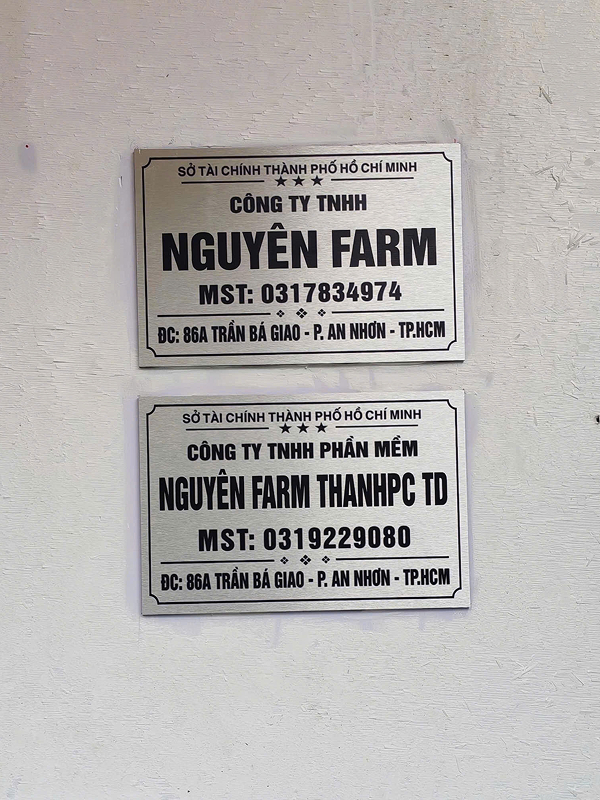 SỞ TÀI CHÍNH THÀNH PHỐ HỒ CHÍ MINH
CÔNG TY TNHH
NGUYÊN FARM
MST: 0317834974
ĐC: 86A TRẦN BÁ GIAO - P. AN NHƠN - TP.HCM
SỞ TÀI CHÍNH THÀNH PHỐ HỒ CHÍ MINH
CÔNG TY TNHH PHẦN MỀM
NGUYÊN FARM THANHPC TD
MST: 0319229080
ĐC: 86A TRẦN BÁ GIAO - P. AN NHƠN - TP.HCM